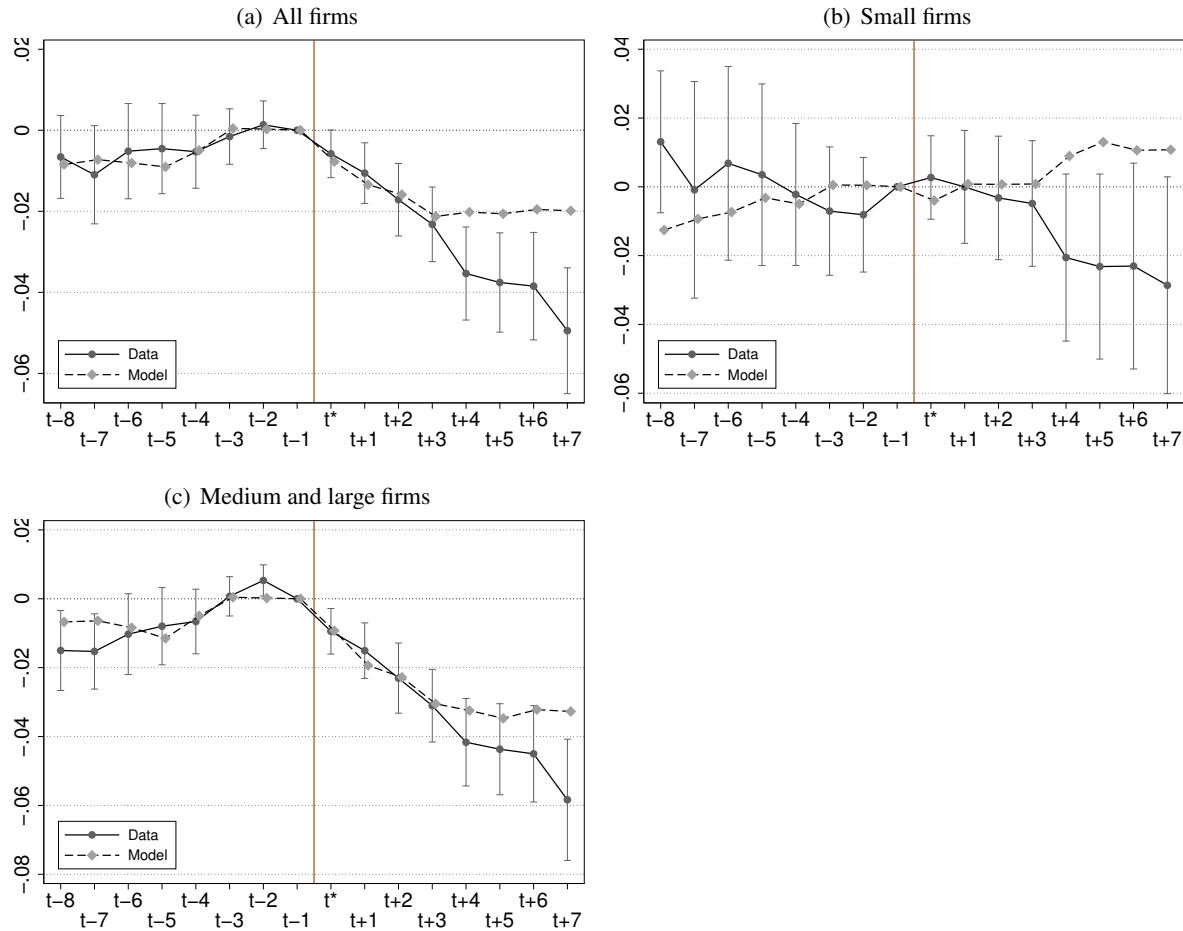 (a) All firms
.02
0
−.02
−.04
−.06
Data
Model
t−8 t−7 t−6 t−5 t−4 t−3 t−2 t−1 t* t+1 t+2 t+3 t+4 t+5 t+6 t+7
(b) Small firms
.04
.02
0
−.02
−.04
−.06
Data
Model
t−8 t−7 t−6 t−5 t−4 t−3 t−2 t−1 t* t+1 t+2 t+3 t+4 t+5 t+6 t+7
(c) Medium and large firms
.02
0
−.02
−.04
−.06
−.08
Data
Model
t−8 t−7 t−6 t−5 t−4 t−3 t−2 t−1 t* t+1 t+2 t+3 t+4 t+5 t+6 t+7